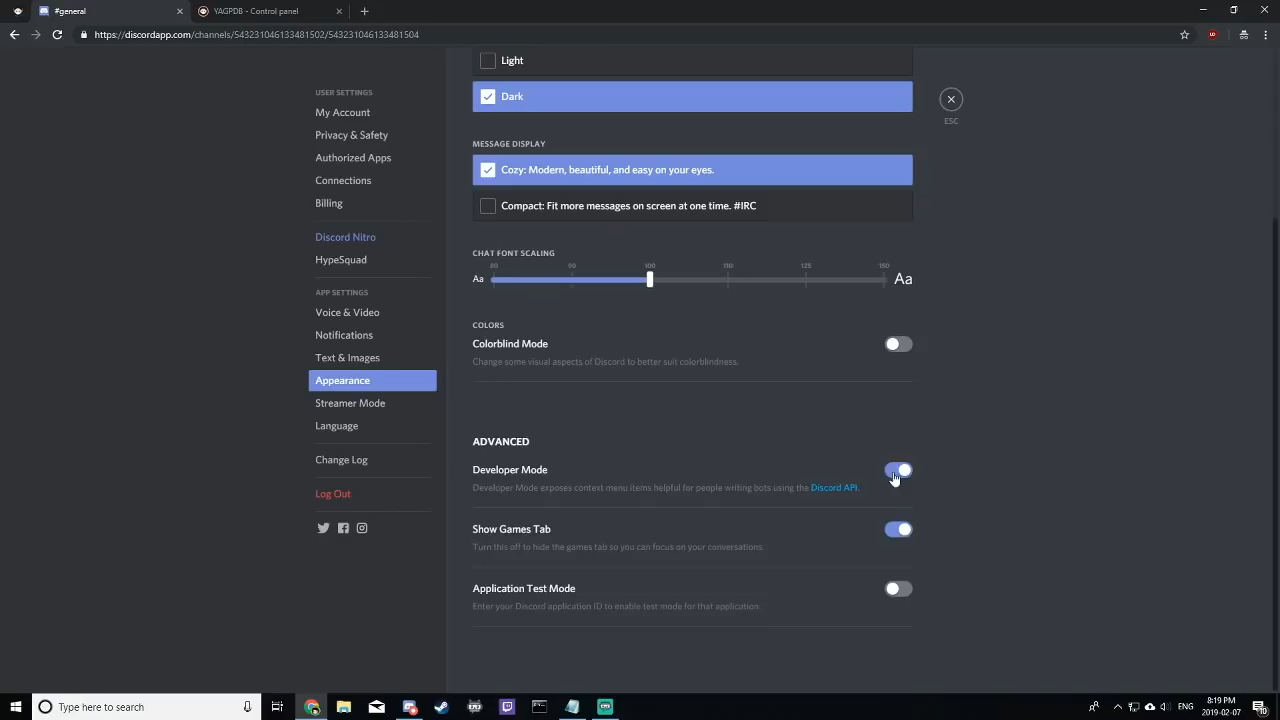 #general
YAGPDB - Control panel
https://discordapp.com/channels/543231046133481502/543231046133481504
USER SETTINGS
My Account
Privacy & Safety
Authorized Apps
Connections
Billing
Discord Nitro
HypeSquad
APP SETTINGS
Voice & Video
Notifications
Text & Images
Appearance
Streamer Mode
Language
Change Log
Log Out
Light
Dark
MESSAGE DISPLAY
Cozy: Modern, beautiful, and easy on your eyes.
Compact: Fit more messages on screen at one time. #IRC
CHAT FONT SCALING
80 90 100 110 125 150
Aa Aa
COLORS
Colorblind Mode
Change some visual aspects of Discord to better suit colorblindness.
ADVANCED
Developer Mode
Developer Mode exposes context menu items helpful for people writing bots using the Discord API.
Show Games Tab
Turn this off to hide the games tab so you can focus on your conversations.
Application Test Mode
Enter your Discord application ID to enable test mode for that application.
ESC
Type here to search
ENG
8:19 PM
2019-02-07